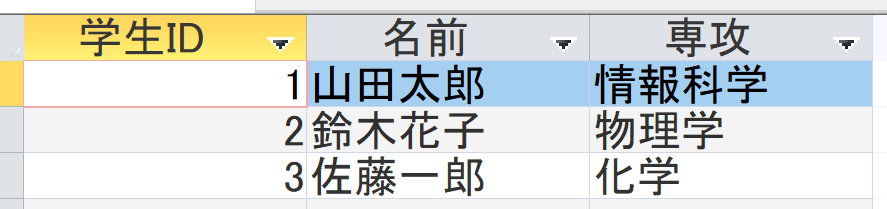 学生ID 名前 専攻
1 山田太郎 情報科学
2 鈴木花子 物理学
3 佐藤一郎 化学